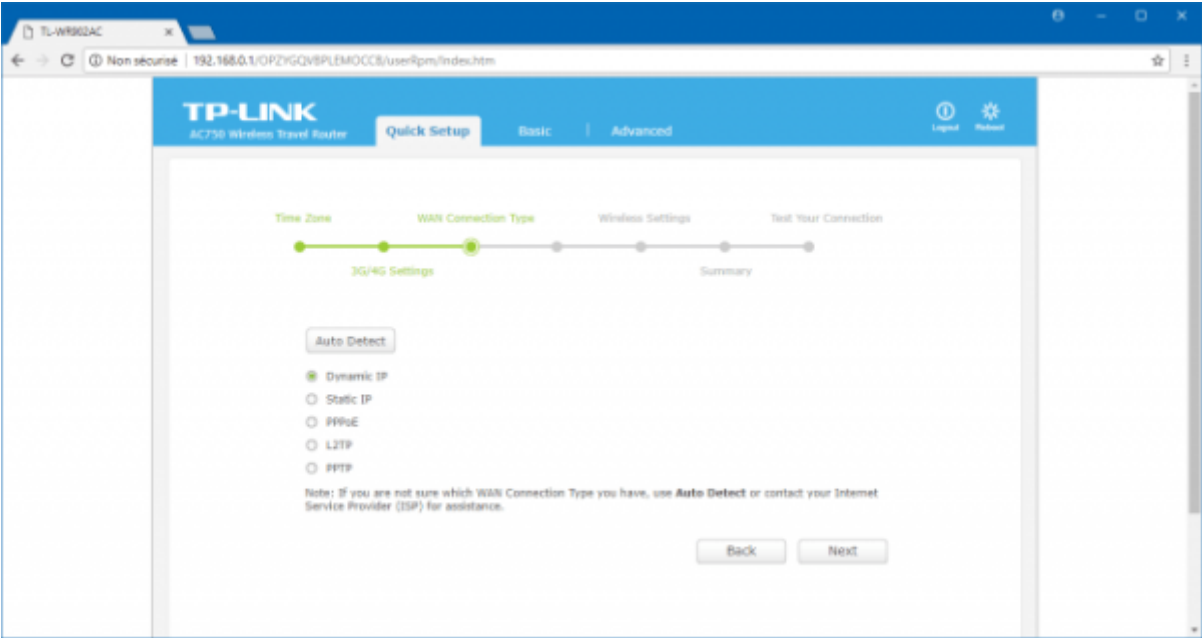 TL-WR902AC
Non sécurisé | 192.168.0.1/OPZYGQVBPLEMOCCB/userRpm/Index.htm
TP-LINK
AC750 Wireless Travel Router
Quick Setup Basic | Advanced
Logout Reboot
Time Zone WAN Connection Type Wireless Settings Test Your Connection
3G/4G Settings Summary
Auto Detect
Dynamic IP
Static IP
PPPoE
L2TP
PPTP
Note: If you are not sure which WAN Connection Type you have, use Auto Detect or contact your Internet
Service Provider (ISP) for assistance.
Back Next